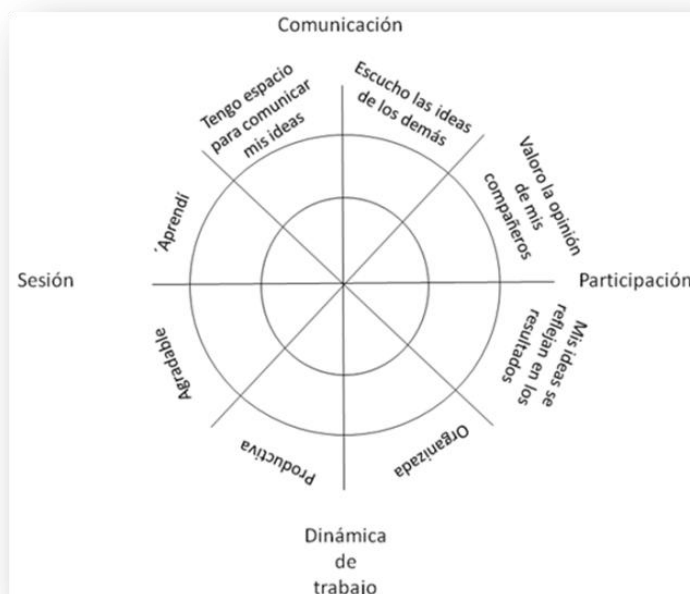 Comunicación
Tengo espacio
para comunicar
mis ideas
Escucho las ideas
de los demás
Valoro la opinión
de mis
compañeros
´Aprendí
Sesión
Participación
Mis ideas se
reflejan en los
resultados
Agradable
Productiva
Organizada
Dinámica
de
trabajo